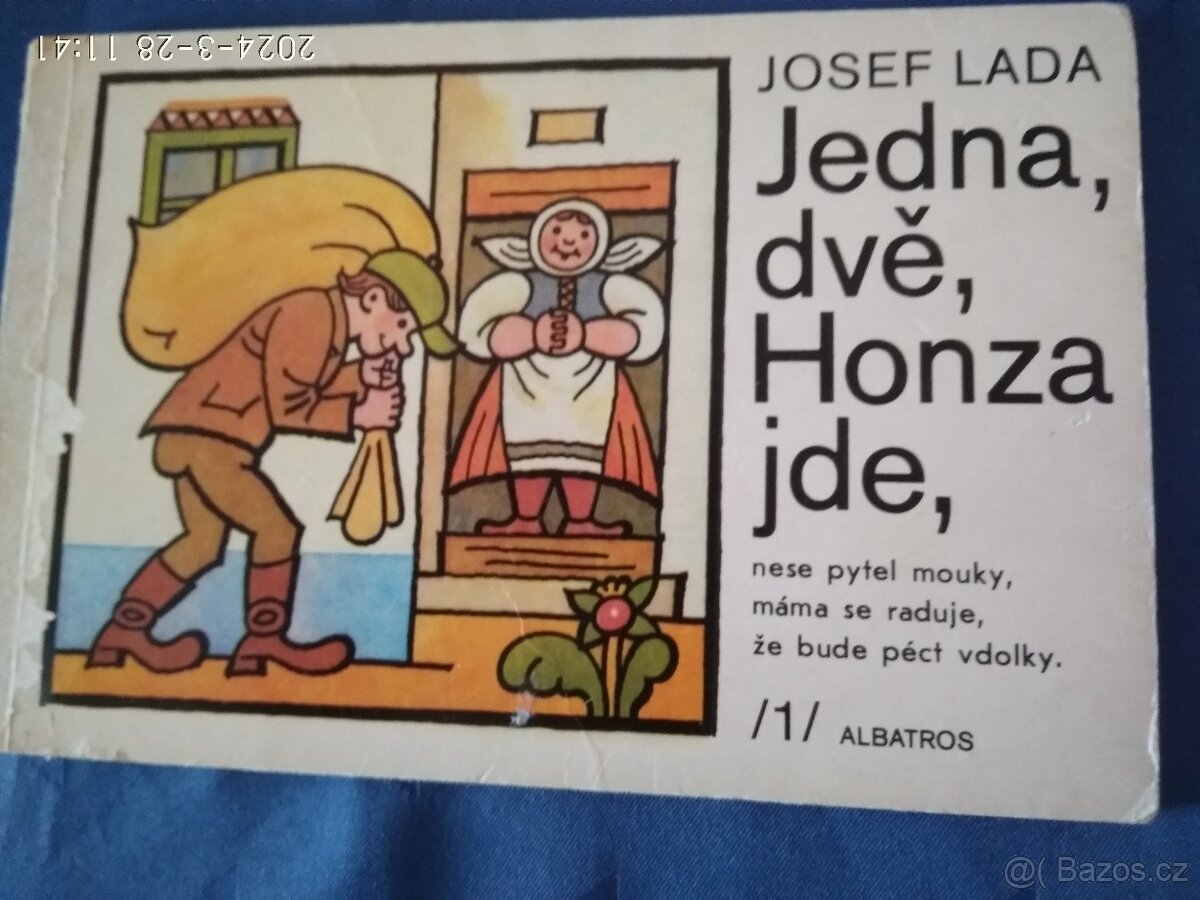 2024-3-28 11:41
JOSEF LADA
Jedna,
dvě,
Honza
jde,
nese pytel mouky,
máma se raduje,
že bude péct vdolky.
/1/ ALBATROS
@( Bazos.cz